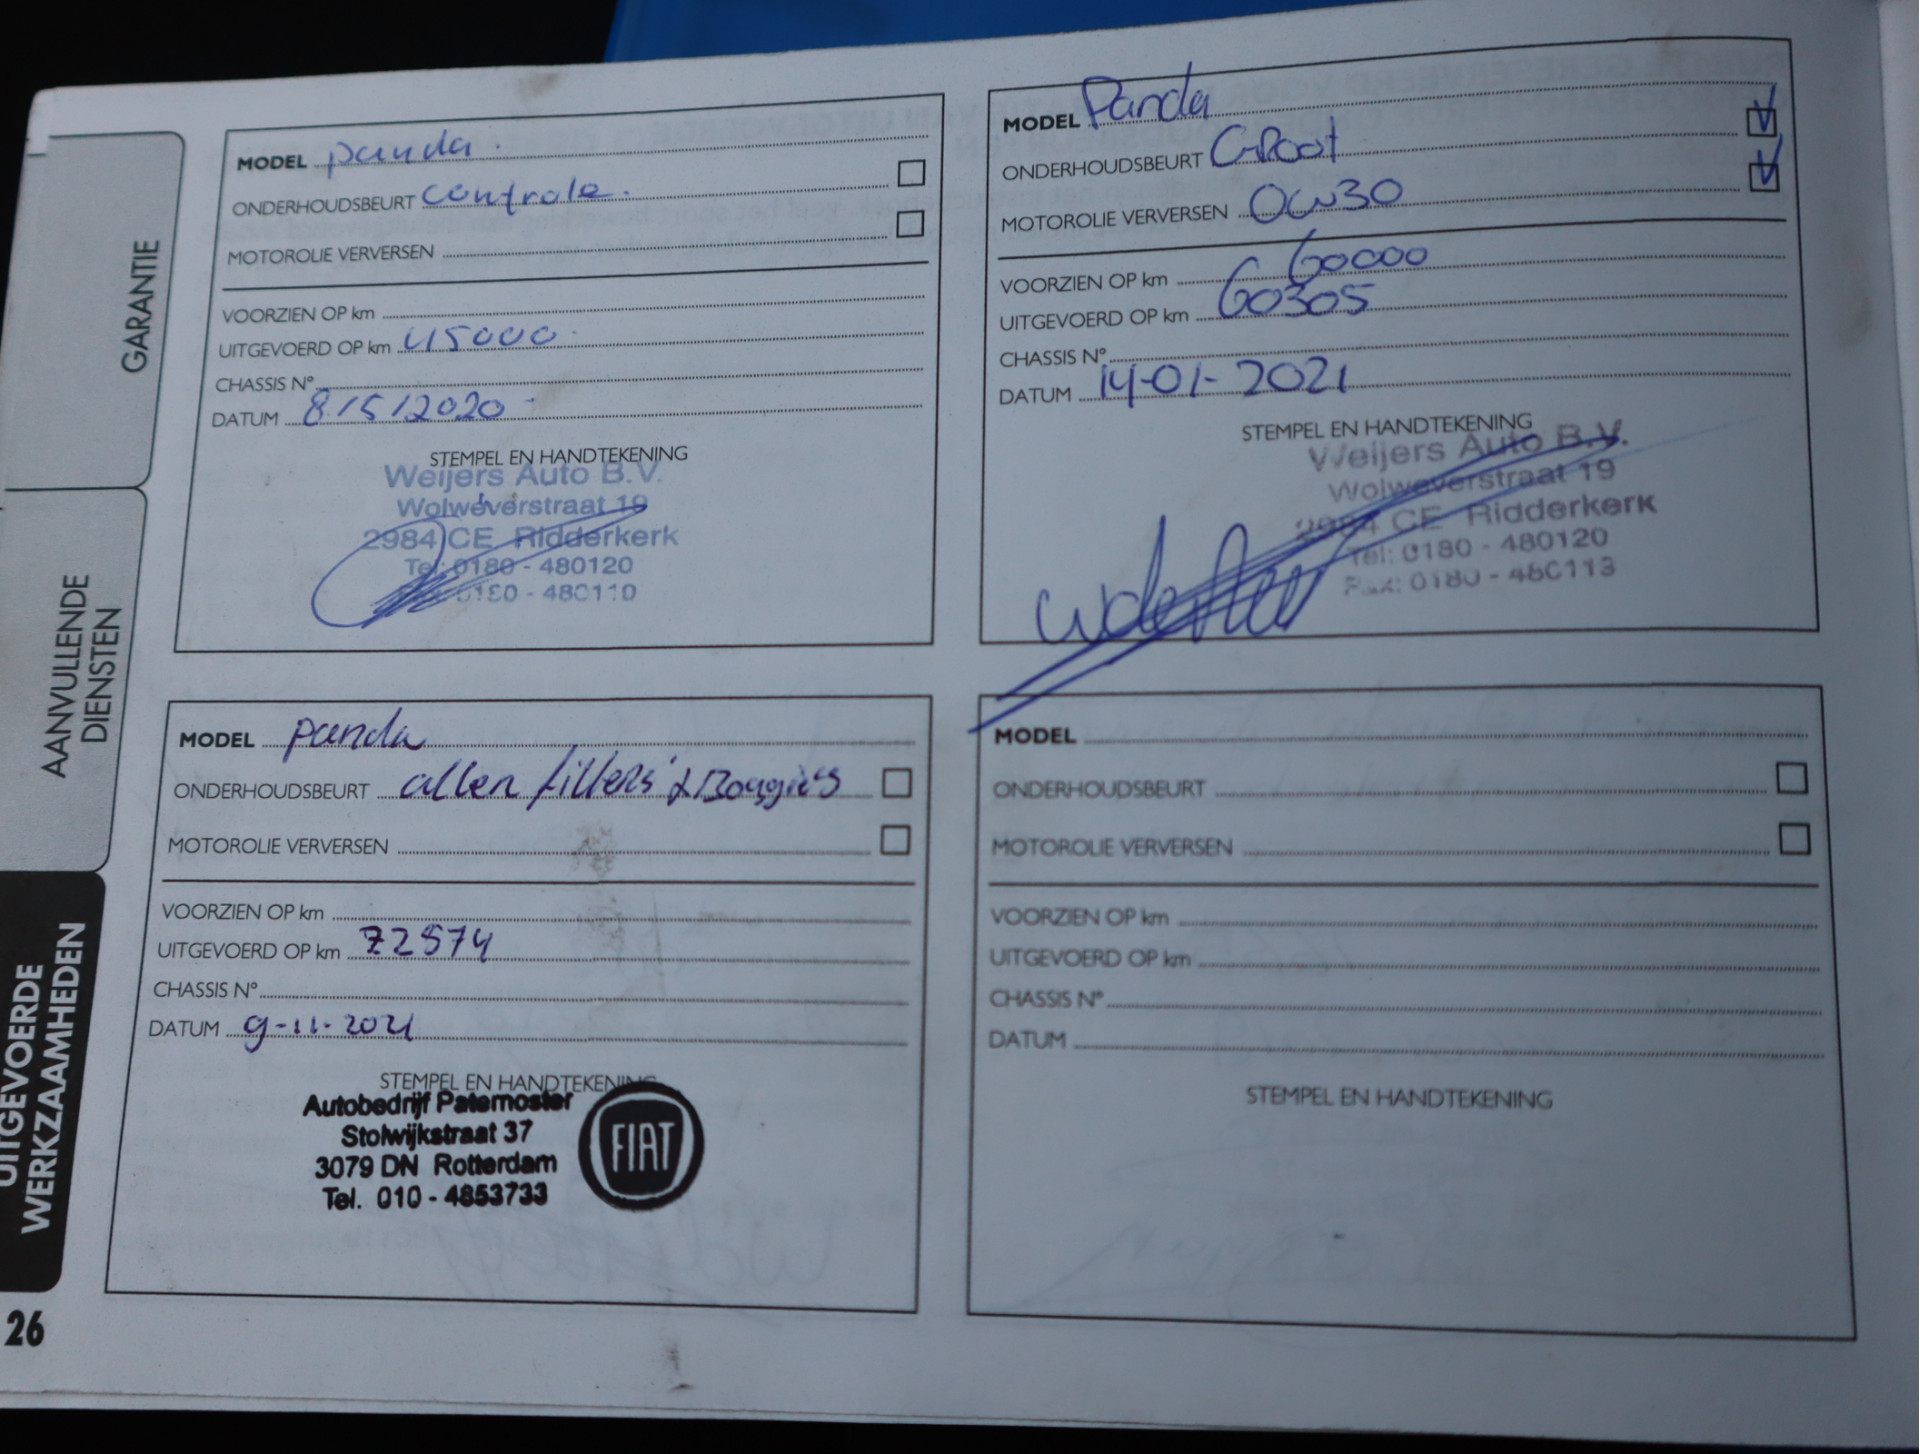 GARANTIE
AANVULLENDE
DIENSTEN
UITGEVOERDE
WERKZAAMHEDEN
26
MODEL panda.
ONDERHOUDSBEURT controle.
MOTOROLIE VERVERSEN
VOORZIEN OP km
UITGEVOERD OP km 45000
CHASSIS N°
DATUM 8/5/2020
STEMPEL EN HANDTEKENING
Weijers Auto B.V.
Wolweverstraat 19
2984 CE Ridderkerk
Tel: 0180 - 480120
0180 - 480110
MODEL Panda
ONDERHOUDSBEURT Groot
MOTOROLIE VERVERSEN 0W30
VOORZIEN OP km 60000
UITGEVOERD OP km 60305
CHASSIS N°
DATUM 14-01-2021
STEMPEL EN HANDTEKENING
Weijers Auto B.V.
Wolweverstraat 19
2984 CE Ridderkerk
Tel: 0180 - 480120
Fax: 0180 - 480113
MODEL panda
ONDERHOUDSBEURT allen filters & Bougies
MOTOROLIE VERVERSEN
VOORZIEN OP km
UITGEVOERD OP km 72574
CHASSIS N°
DATUM 9-11-2021
STEMPEL EN HANDTEKENING
Autobedrijf Paternoster
Stolwijkstraat 37
3079 DN Rotterdam
Tel. 010 - 4853733
FIAT
MODEL
ONDERHOUDSBEURT
MOTOROLIE VERVERSEN
VOORZIEN OP km
UITGEVOERD OP km
CHASSIS N°
DATUM
STEMPEL EN HANDTEKENING